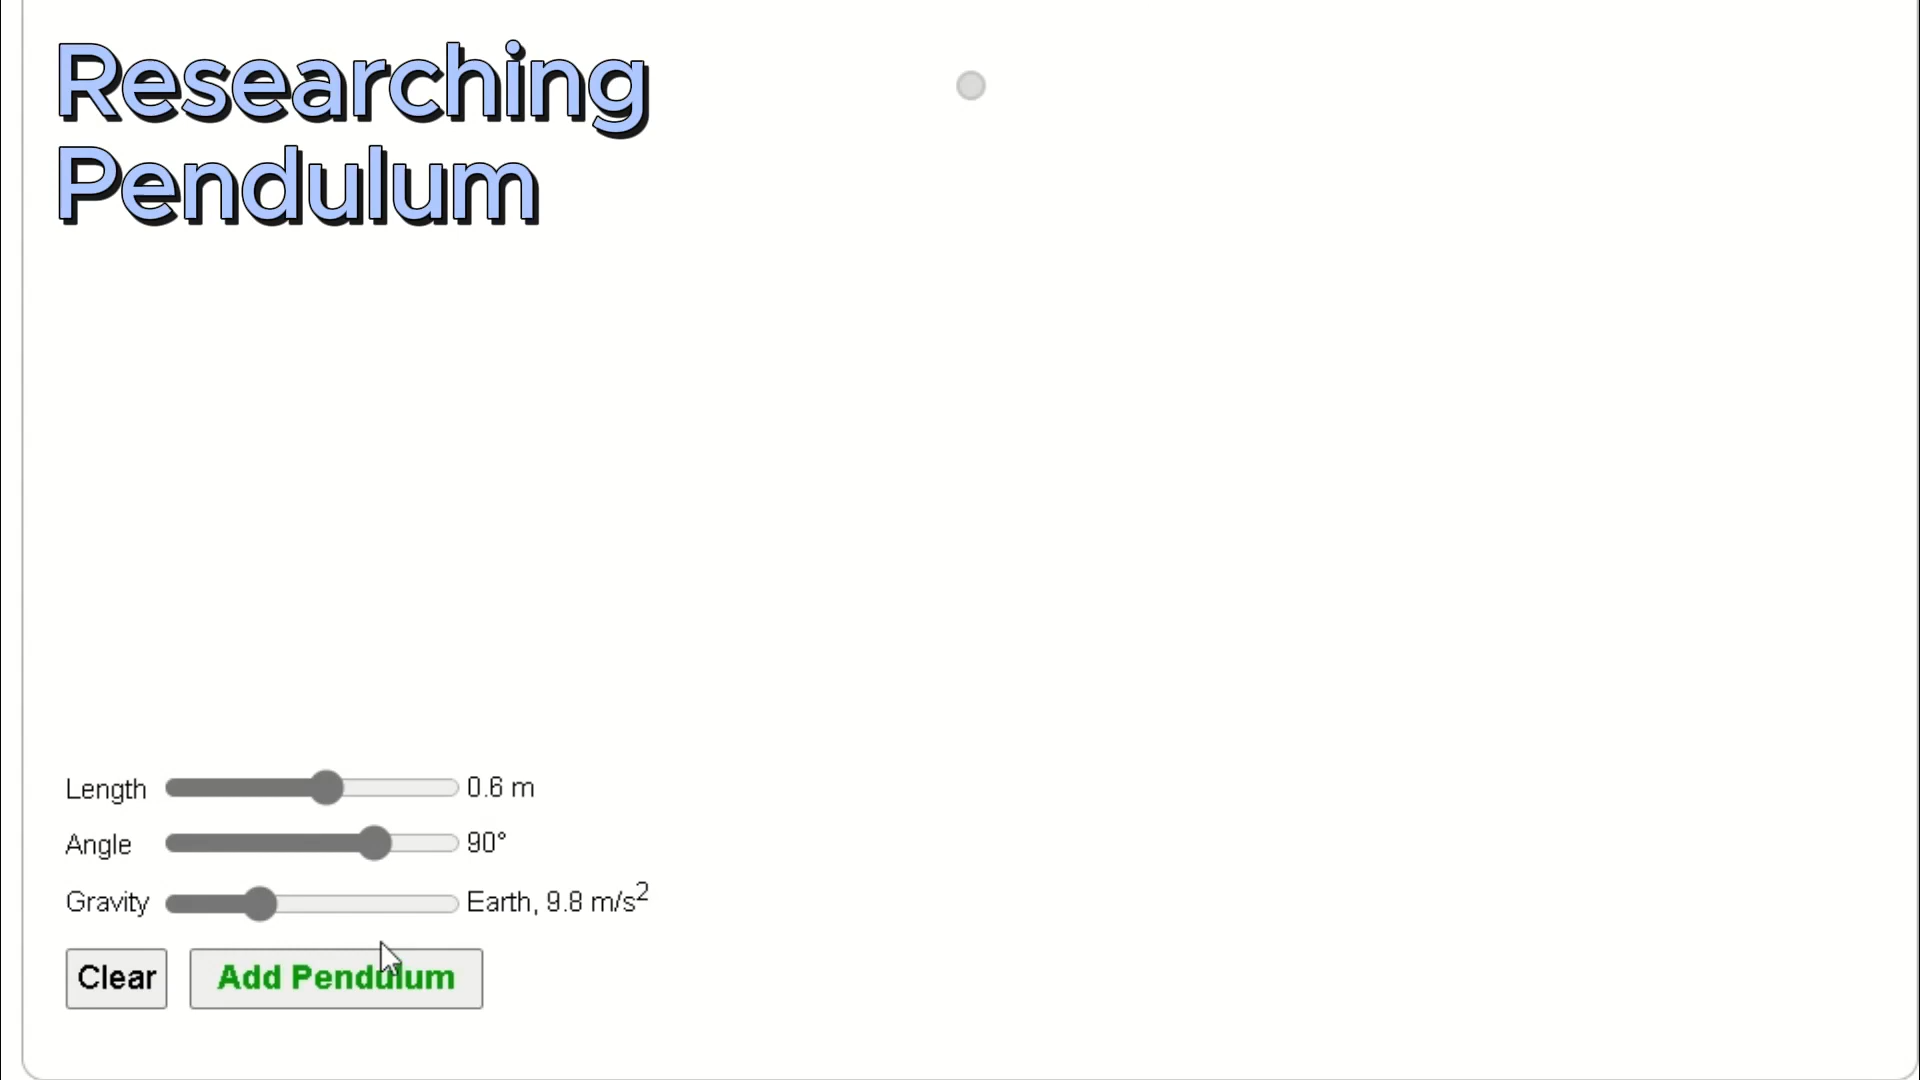 Researching
Pendulum
Length 0.6 m
Angle 90°
Gravity Earth, 9.8 m/s²
Clear Add Pendulum